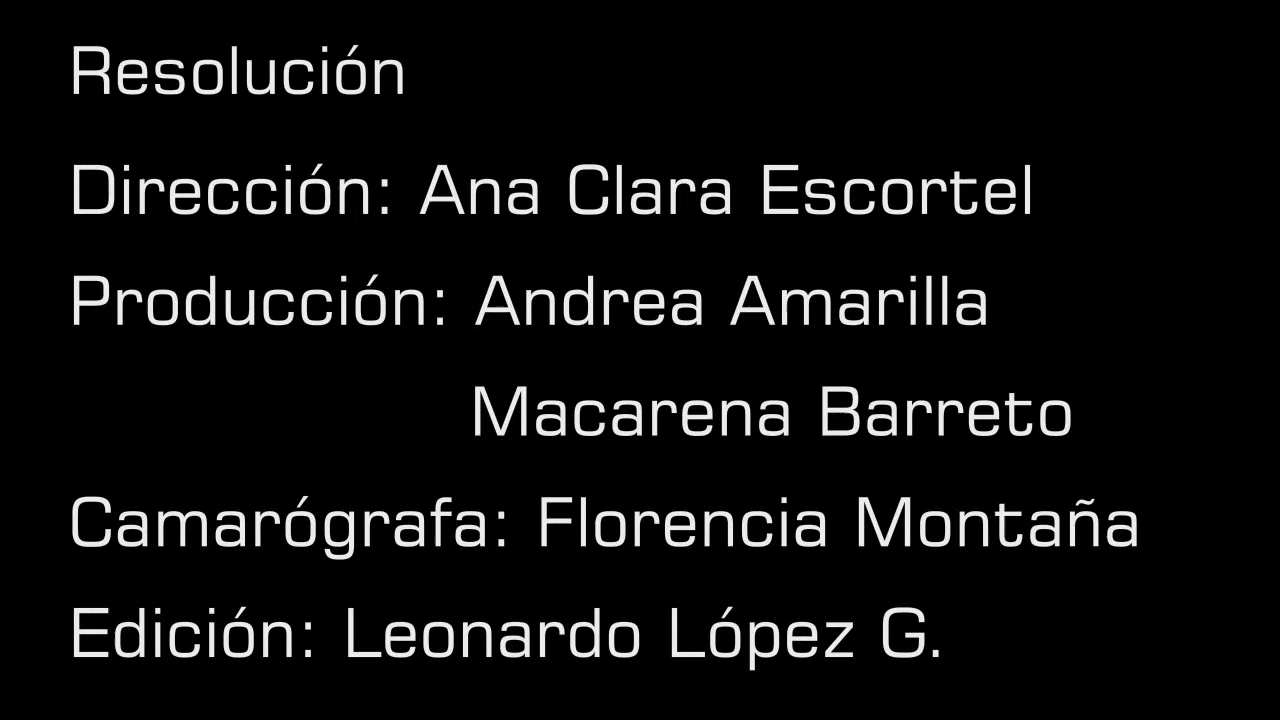 Resolución
Dirección: Ana Clara Escortel
Producción: Andrea Amarilla
Macarena Barreto
Camarógrafa: Florencia Montaña
Edición: Leonardo López G.